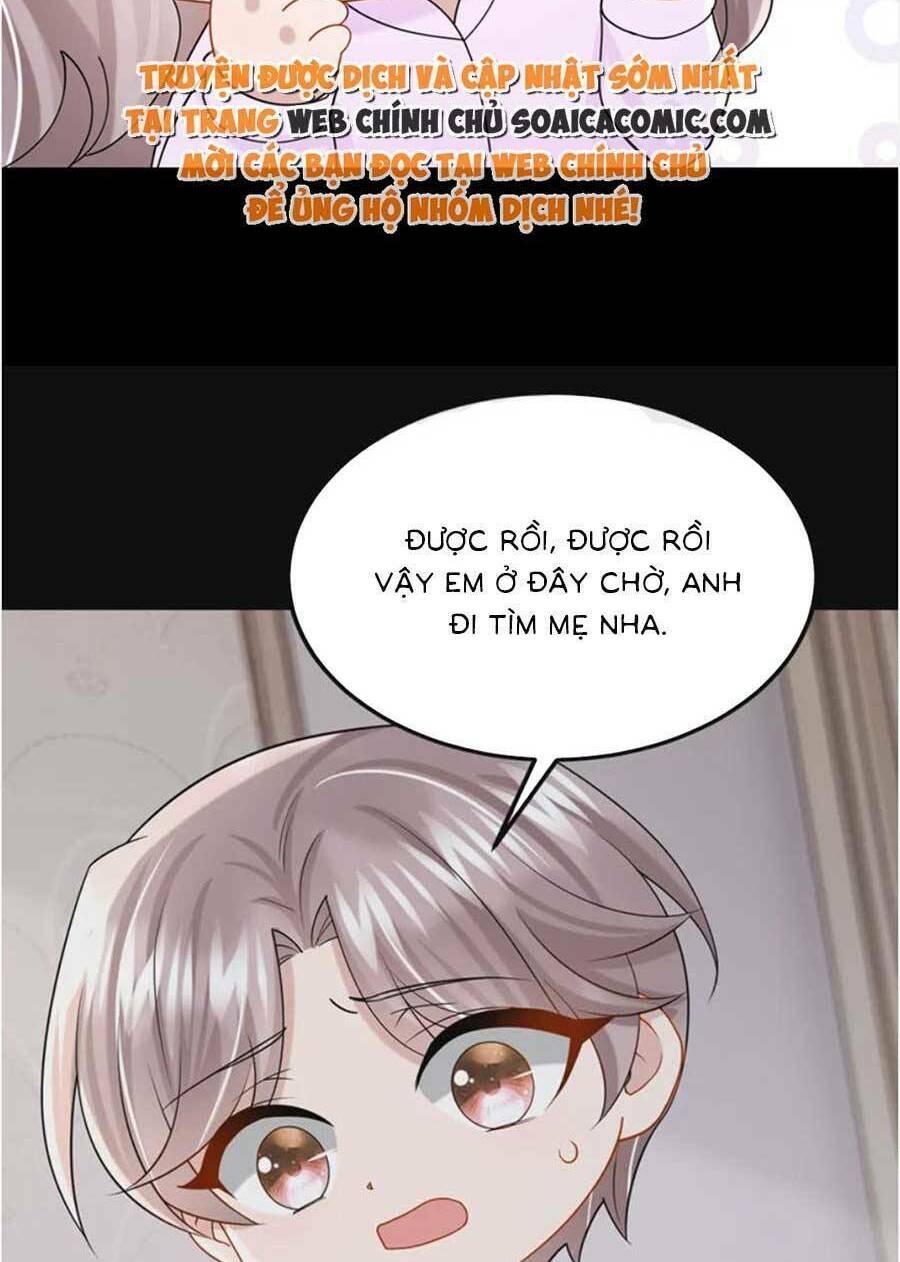 TRUYỆN ĐƯỢC DỊCH VÀ CẬP NHẬT SỚM NHẤT
TẠI TRANG WEB CHÍNH CHỦ SOAICACOMIC.COM
MỜI CÁC BẠN ĐỌC TẠI WEB CHÍNH CHỦ
ĐỂ ỦNG HỘ NHÓM DỊCH NHÉ!
ĐƯỢC RỒI, ĐƯỢC RỒI
VẬY EM Ở ĐÂY CHỜ, ANH
ĐI TÌM MẸ NHA.